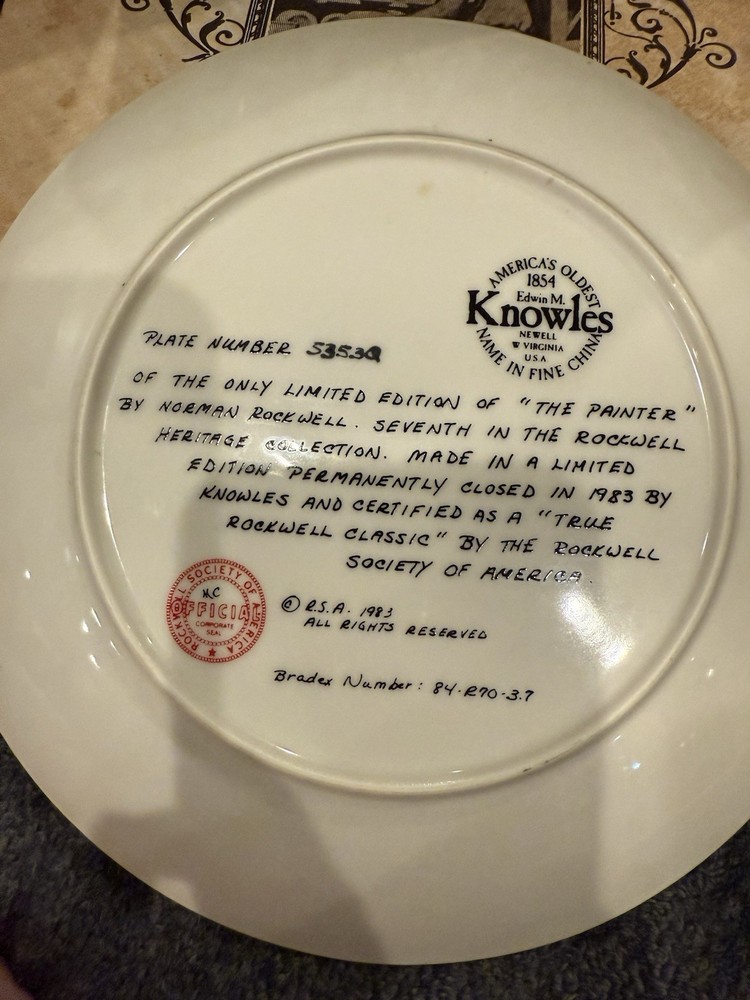 AMERICA'S OLDEST
1854
Edwin M.
Knowles
NEWELL
W VIRGINIA
U.S.A.
NAME IN FINE CHINA
PLATE NUMBER
OF THE ONLY LIMITED EDITION OF "THE PAINTER"
BY NORMAN ROCKWELL. SEVENTH IN THE ROCKWELL
HERITAGE COLLECTION. MADE IN A LIMITED
EDITION PERMANENTLY CLOSED IN 1983 BY
KNOWLES AND CERTIFIED AS A "TRUE
ROCKWELL CLASSIC" BY THE ROCKWELL
SOCIETY OF AMERICA.
ROCKWELL SOCIETY OF AMERICA
OFFICIAL
CORPORATE
SEAL
© R.S.A. 1983
ALL RIGHTS RESERVED
Bradex Number: 84-R70-3.7